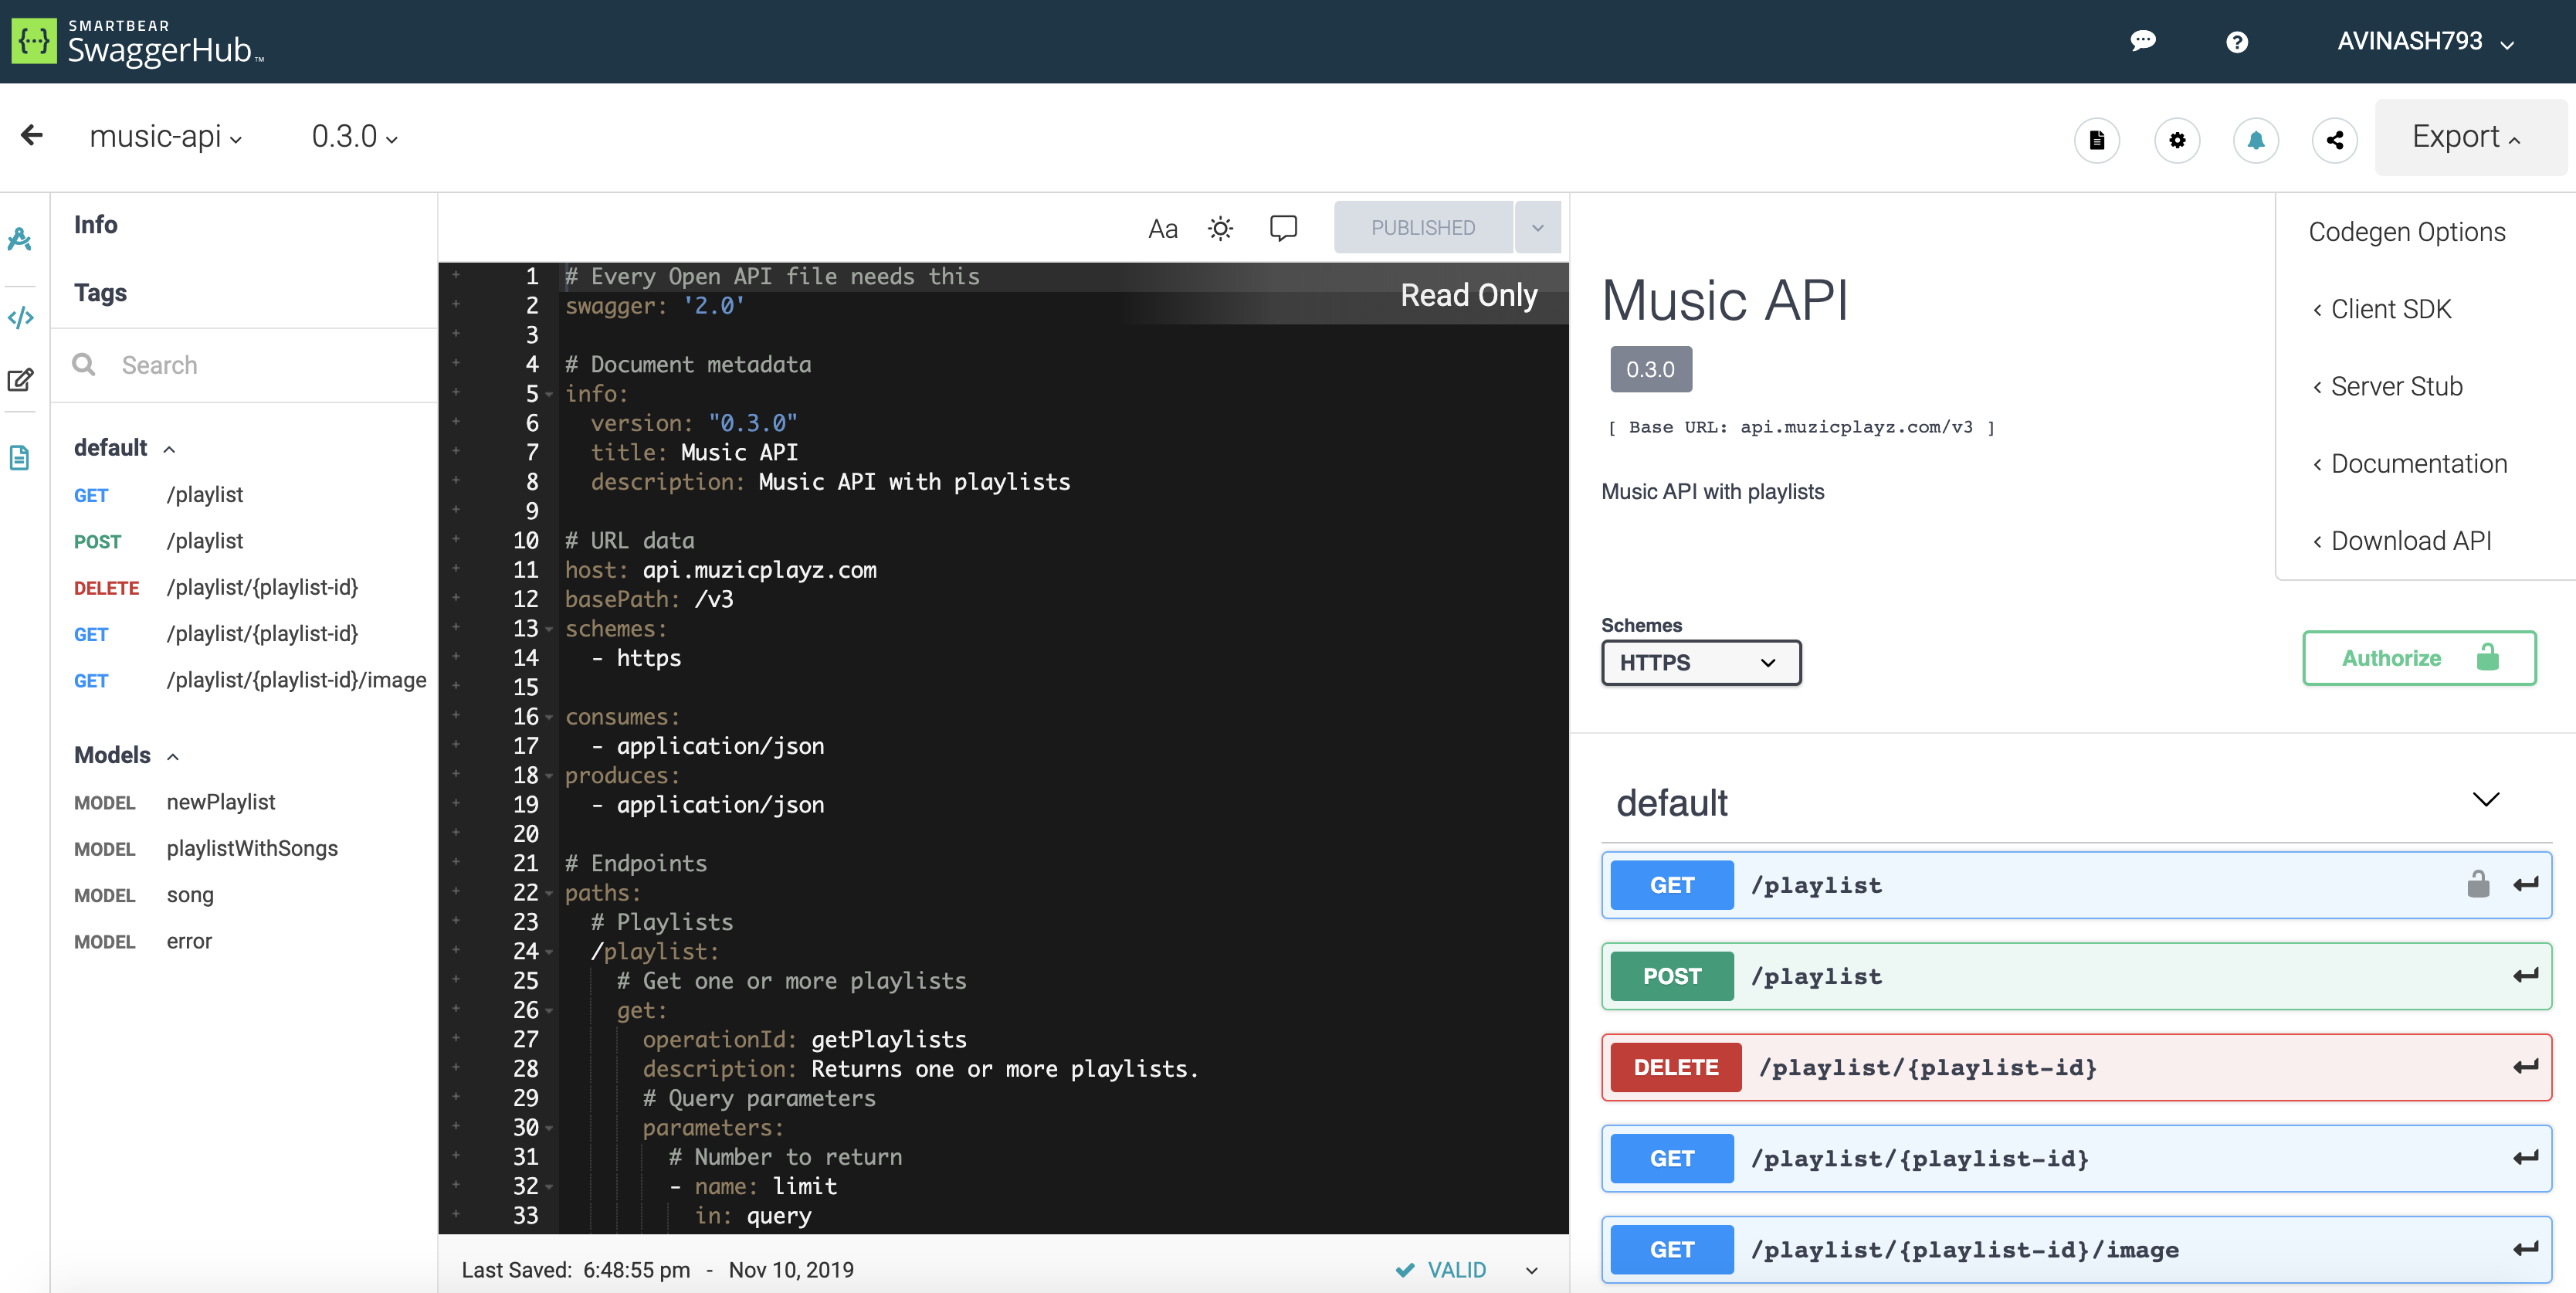 SMARTBEAR
SwaggerHub™
AVINASH793
music-api
0.3.0
Export
Info
Tags
Search
default
GET /playlist
POST /playlist
DELETE /playlist/{playlist-id}
GET /playlist/{playlist-id}
GET /playlist/{playlist-id}/image
Models
MODEL newPlaylist
MODEL playlistWithSongs
MODEL song
MODEL error
Aa
PUBLISHED
Read Only
1 # Every Open API file needs this
2 swagger: '2.0'
3
4 # Document metadata
5 info:
6 version: "0.3.0"
7 title: Music API
8 description: Music API with playlists
9
10 # URL data
11 host: api.muzicplayz.com
12 basePath: /v3
13 schemes:
14 - https
15
16 consumes:
17 - application/json
18 produces:
19 - application/json
20
21 # Endpoints
22 paths:
23 # Playlists
24 /playlist:
25 # Get one or more playlists
26 get:
27 operationId: getPlaylists
28 description: Returns one or more playlists.
29 # Query parameters
30 parameters:
31 # Number to return
32 - name: limit
33 in: query
Last Saved: 6:48:55 pm - Nov 10, 2019
VALID
Music API
0.3.0
[ Base URL: api.muzicplayz.com/v3 ]
Music API with playlists
Codegen Options
Client SDK
Server Stub
Documentation
Download API
Schemes
HTTPS
Authorize
default
GET /playlist
POST /playlist
DELETE /playlist/{playlist-id}
GET /playlist/{playlist-id}
GET /playlist/{playlist-id}/image